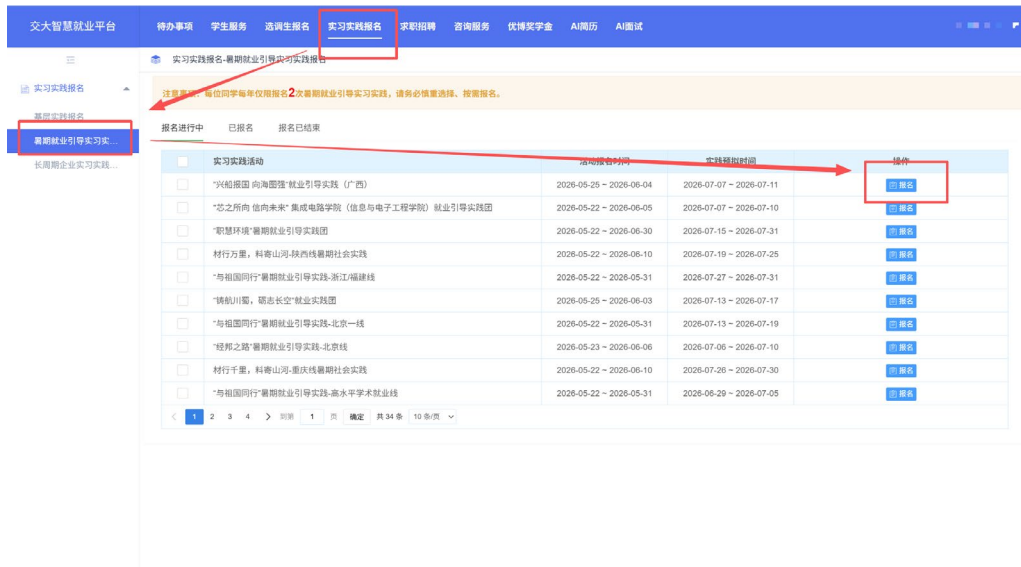 交大智慧就业平台
待办事项 学生服务 选调生报名 实习实践报名 求职招聘 咨询服务 优博奖学金 AI简历 AI面试
实习实践报名-暑期就业引导实习实践报名
实习实践报名
基层实践报名
暑期就业引导实习实...
长周期企业实习实践...
注意事项：每位同学每年仅限报名2次暑期就业引导实习实践，请务必慎重选择、按需报名。
报名进行中 已报名 报名已结束
实习实践活动 活动报名时间 实践预拟时间 操作
"兴船报国 向海图强"就业引导实践（广西） 2026-05-25 ~ 2026-06-04 2026-07-07 ~ 2026-07-11 报名
"芯之所向 信向未来" 集成电路学院（信息与电子工程学院）就业引导实践团 2026-05-22 ~ 2026-06-05 2026-07-07 ~ 2026-07-10 报名
"职慧环境"暑期就业引导实践团 2026-05-22 ~ 2026-06-30 2026-07-15 ~ 2026-07-31 报名
材行万里，料寄山河-陕西线暑期社会实践 2026-05-22 ~ 2026-06-10 2026-07-19 ~ 2026-07-25 报名
"与祖国同行"暑期就业引导实践-浙江/福建线 2026-05-22 ~ 2026-05-31 2026-07-27 ~ 2026-07-31 报名
"铸航川蜀，砺志长空"就业实践团 2026-05-25 ~ 2026-06-03 2026-07-13 ~ 2026-07-17 报名
"与祖国同行"暑期就业引导实践-北京一线 2026-05-22 ~ 2026-05-31 2026-07-13 ~ 2026-07-19 报名
"经邦之路"暑期就业引导实践-北京线 2026-05-23 ~ 2026-06-06 2026-07-06 ~ 2026-07-10 报名
材行千里，料寄山河-重庆线暑期社会实践 2026-05-22 ~ 2026-06-10 2026-07-26 ~ 2026-07-30 报名
"与祖国同行"暑期就业引导实践-高水平学术就业线 2026-05-22 ~ 2026-05-31 2026-06-29 ~ 2026-07-05 报名
1 2 3 4 到第 1 页 确定 共 34 条 10 条/页